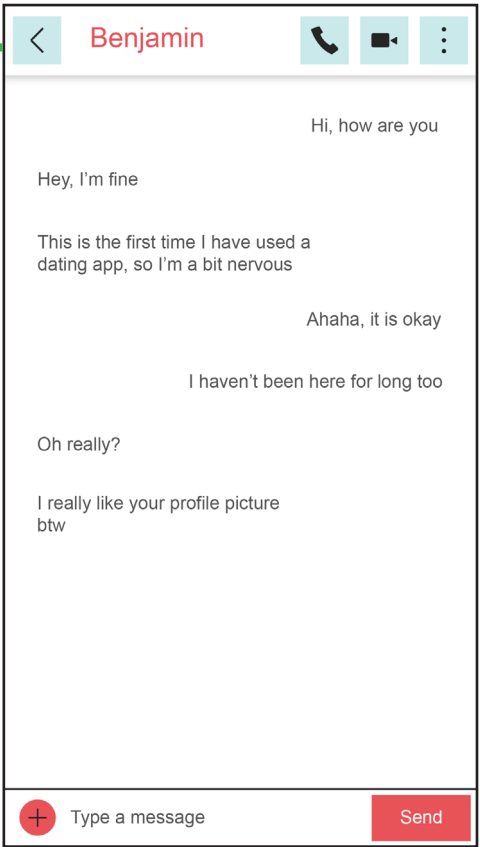 Benjamin
Hi, how are you
Hey, I’m fine
This is the first time I have used a
dating app, so I’m a bit nervous
Ahaha, it is okay
I haven’t been here for long too
Oh really?
I really like your profile picture
btw
Type a message
Send